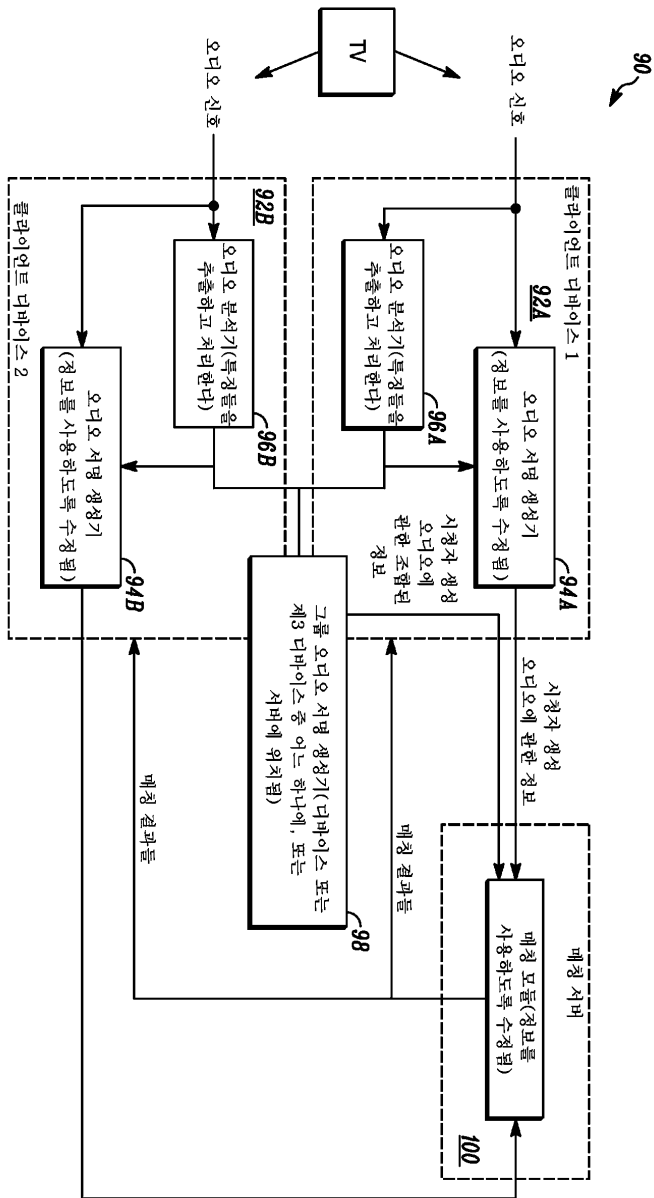 90
오디오 신호
TV
오디오 신호
클라이언트 디바이스 1
92A
오디오 서명 생성기
(정보를 사용하도록 수정됨)
94A
오디오 분석기(특징들을
추출하고 처리한다)
96A
시청자 생성
오디오에
관한 조합된
정보
시청자 생성
오디오에 관한 정보
매칭 서버
매칭 모듈(정보를
사용하도록 수정됨)
100
매칭 결과들
그룹 오디오 서명 생성기(디바이스 또는
제3 디바이스 중 어느 하나에, 또는
서버에 위치됨)
98
92B
오디오 분석기(특징들을
추출하고 처리한다)
96B
오디오 서명 생성기
(정보를 사용하도록 수정됨)
94B
클라이언트 디바이스 2
매칭 결과들